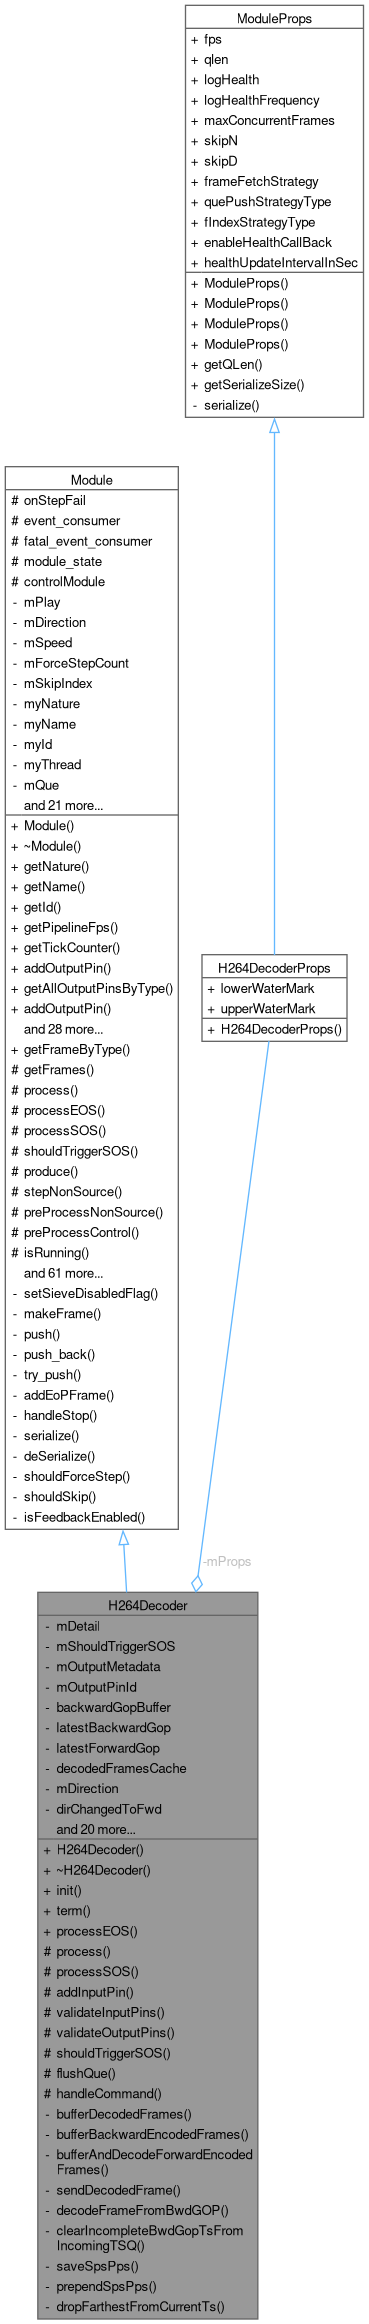 ModuleProps
+ fps
+ qlen
+ logHealth
+ logHealthFrequency
+ maxConcurrentFrames
+ skipN
+ skipD
+ frameFetchStrategy
+ quePushStrategyType
+ fIndexStrategyType
+ enableHealthCallBack
+ healthUpdateIntervalInSec
+ ModuleProps()
+ ModuleProps()
+ ModuleProps()
+ ModuleProps()
+ getQLen()
+ getSerializeSize()
- serialize()
Module
# onStepFail
# event_consumer
# fatal_event_consumer
# module_state
# controlModule
- mPlay
- mDirection
- mSpeed
- mForceStepCount
- mSkipIndex
- myNature
- myName
- myId
- myThread
- mQue
and 21 more...
+ Module()
+ ~Module()
+ getNature()
+ getName()
+ getId()
+ getPipelineFps()
+ getTickCounter()
+ addOutputPin()
+ getAllOutputPinsByType()
+ addOutputPin()
and 28 more...
+ getFrameByType()
# getFrames()
# process()
# processEOS()
# processSOS()
# shouldTriggerSOS()
# produce()
# stepNonSource()
# preProcessNonSource()
# preProcessControl()
# isRunning()
and 61 more...
- setSieveDisabledFlag()
- makeFrame()
- push()
- push_back()
- try_push()
- addEoPFrame()
- handleStop()
- serialize()
- deSerialize()
- shouldForceStep()
- shouldSkip()
- isFeedbackEnabled()
H264DecoderProps
+ lowerWaterMark
+ upperWaterMark
+ H264DecoderProps()
-mProps
H264Decoder
- mDetail
- mShouldTriggerSOS
- mOutputMetadata
- mOutputPinId
- backwardGopBuffer
- latestBackwardGop
- latestForwardGop
- decodedFramesCache
- mDirection
- dirChangedToFwd
and 20 more...
+ H264Decoder()
+ ~H264Decoder()
+ init()
+ term()
+ processEOS()
# process()
# processSOS()
# addInputPin()
# validateInputPins()
# validateOutputPins()
# shouldTriggerSOS()
# flushQue()
# handleCommand()
- bufferDecodedFrames()
- bufferBackwardEncodedFrames()
- bufferAndDecodeForwardEncoded
Frames()
- sendDecodedFrame()
- decodeFrameFromBwdGOP()
- clearIncompleteBwdGopTsFrom
IncomingTSQ()
- saveSpsPps()
- prependSpsPps()
- dropFarthestFromCurrentTs()